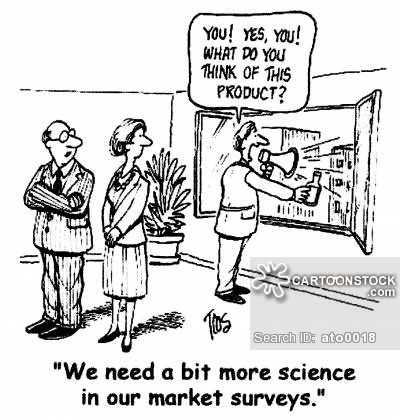 YOU! YES, YOU!
WHAT DO YOU
THINK OF THIS
PRODUCT?
CARTOONSTOCK
.com
Search ID: ato0018
"We need a bit more science
in our market surveys."